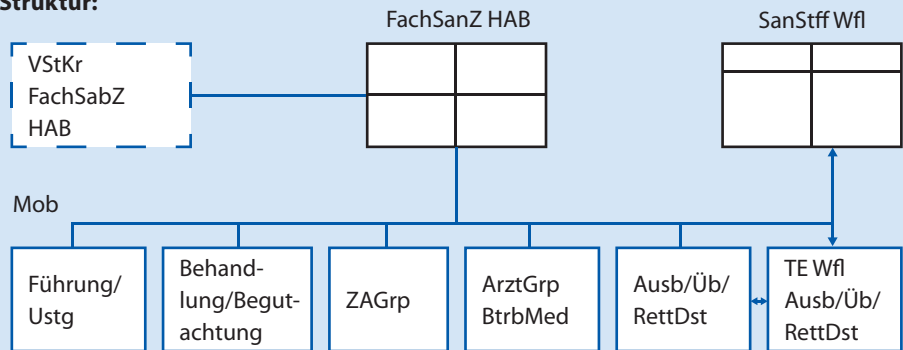 Struktur:
FachSanZ HAB
SanStff Wfl
VStKr
FachSabZ
HAB
Mob
Führung/
Ustg
Behand-
lung/Begut-
achtung
ZAGrp
ArztGrp
BtrbMed
Ausb/Üb/
RettDst
TE Wfl
Ausb/Üb/
RettDst